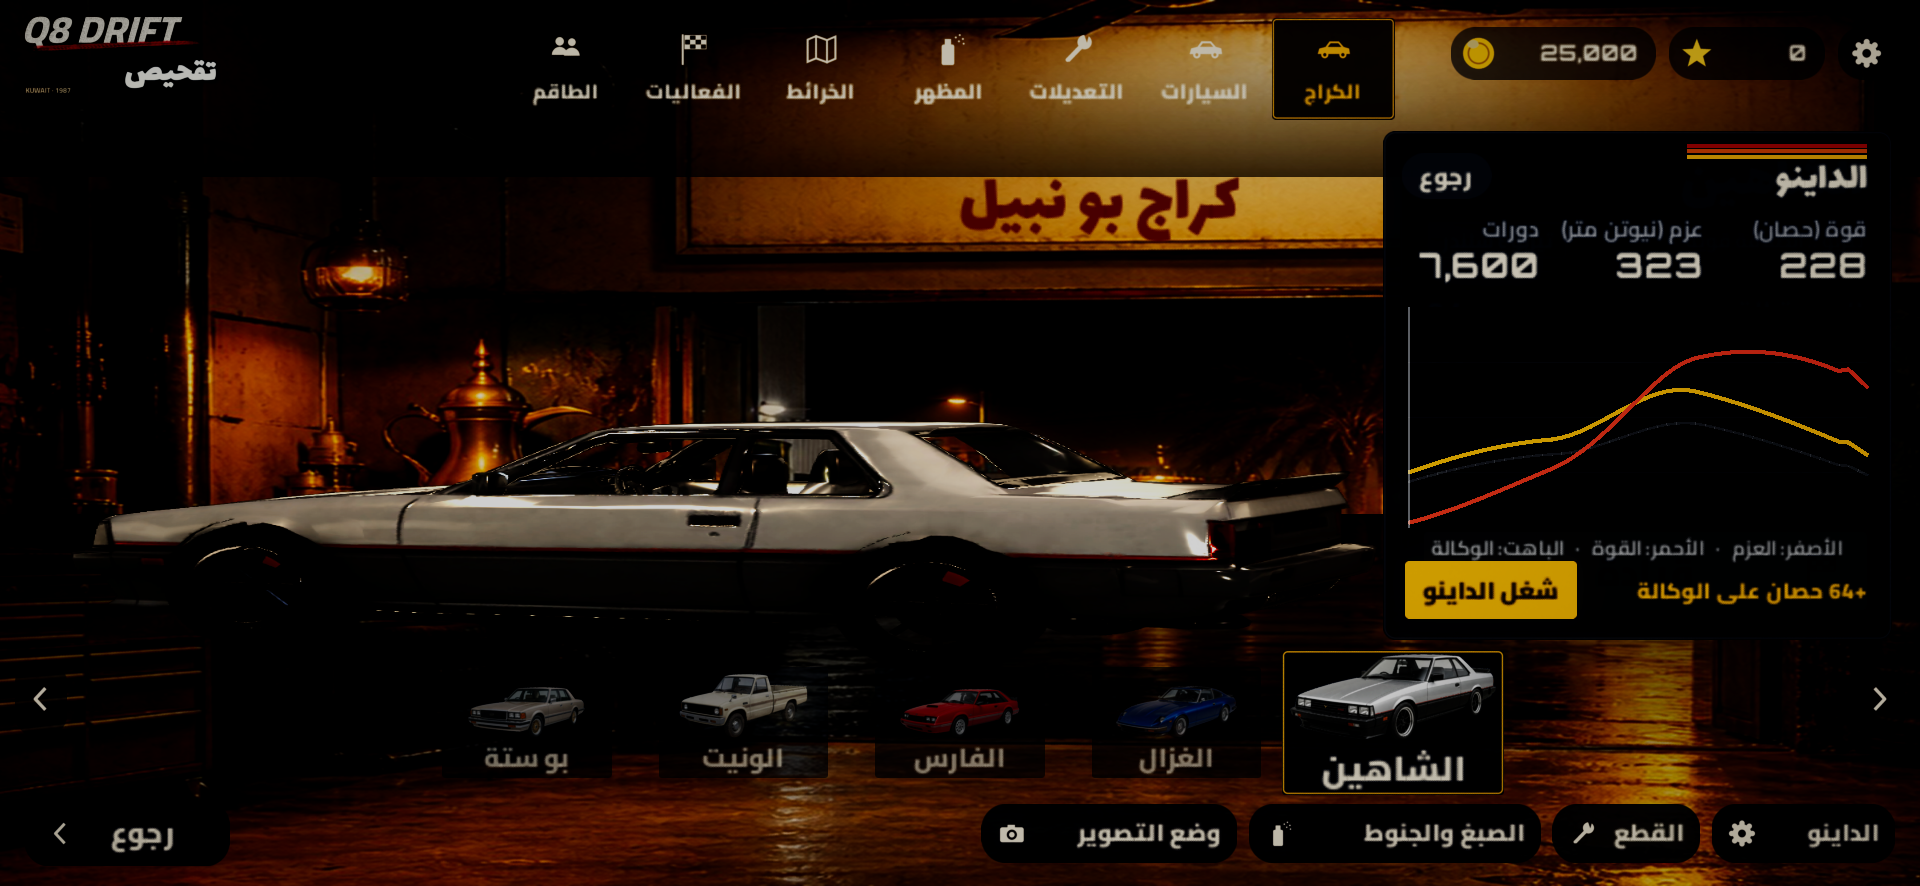 Q8 DRIFT
تقحيص
KUWAIT · 1987
الكراج
السيارات
التعديلات
المظهر
الخرائط
الفعاليات
الطاقم
25,000
0
كراج بو نبيل
الداينو
رجوع
قوة (حصان)
عزم (نيوتن متر)
دورات
228
323
7,600
الأصفر: العزم · الأحمر: القوة · الباهت: الوكالة
+64 حصان على الوكالة
شغل الداينو
الشاهين
الغزال
الفارس
الونيت
بو ستة
الداينو
القطع
الصبغ والجنوط
وضع التصوير
رجوع